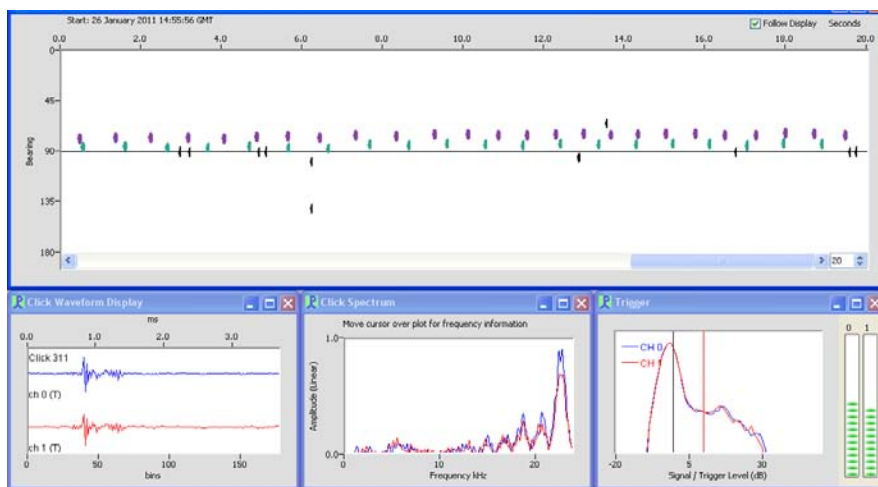 Start: 26 January 2011 14:55:56 GMT
Follow Display Seconds
0.0 2.0 4.0 6.0 8.0 10.0 12.0 14.0 16.0 18.0 20.0
0
45
90
135
180
Bearing
20
Click Waveform Display
ms
0.0 1.0 2.0 3.0
Click 311
ch 0 (T)
ch 1 (T)
0 50 100 150
bins
Click Spectrum
Move cursor over plot for frequency information
1.0
0.0
Amplitude (Linear)
0 10 20
Frequency kHz
Trigger
0 1
CH 0
CH 1
-20 5 30
Signal / Trigger Level (dB)